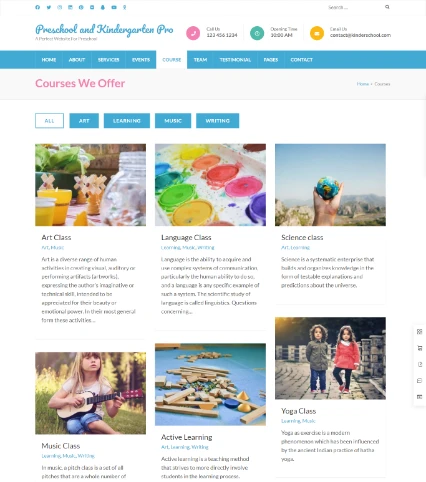 Search ...
Preschool and Kindergarten Pro
A Perfect Website For Preschool
Call Us
123 456 1234
Opening Time
10:00 AM
Email Us
contact@kinderschool.com
HOME ABOUT SERVICES EVENTS COURSE TEAM TESTIMONIAL PAGES CONTACT
Courses We Offer
Home > Courses
ALL ART LEARNING MUSIC WRITING
Art Class
Art, Music
Art is a diverse range of human
activities in creating visual, auditory or
performing artifacts (artworks),
expressing the author's imaginative or
technical skill, intended to be
appreciated for their beauty or
emotional power. In their most general
form these activities...
Language Class
Learning, Music, Writing
Language is the ability to acquire and
use complex systems of communication,
particularly the human ability to do so,
and a language is any specific example of
such a system. The scientific study of
language is called linguistics. Questions
concerning...
Science class
Art, Learning
Science is a systematic enterprise that
builds and organizes knowledge in the
form of testable explanations and
predictions about the universe.
Music Class
Learning, Music, Writing
In music, a pitch class is a set of all
pitches that are a whole number of
Active Learning
Art, Learning, Writing
Active learning is a teaching method
that strives to more directly involve
students in the learning process.
Yoga Class
Learning, Music
Yoga as exercise is a modern
phenomenon which has been influenced
by the ancient Indian practice of hatha
yoga.